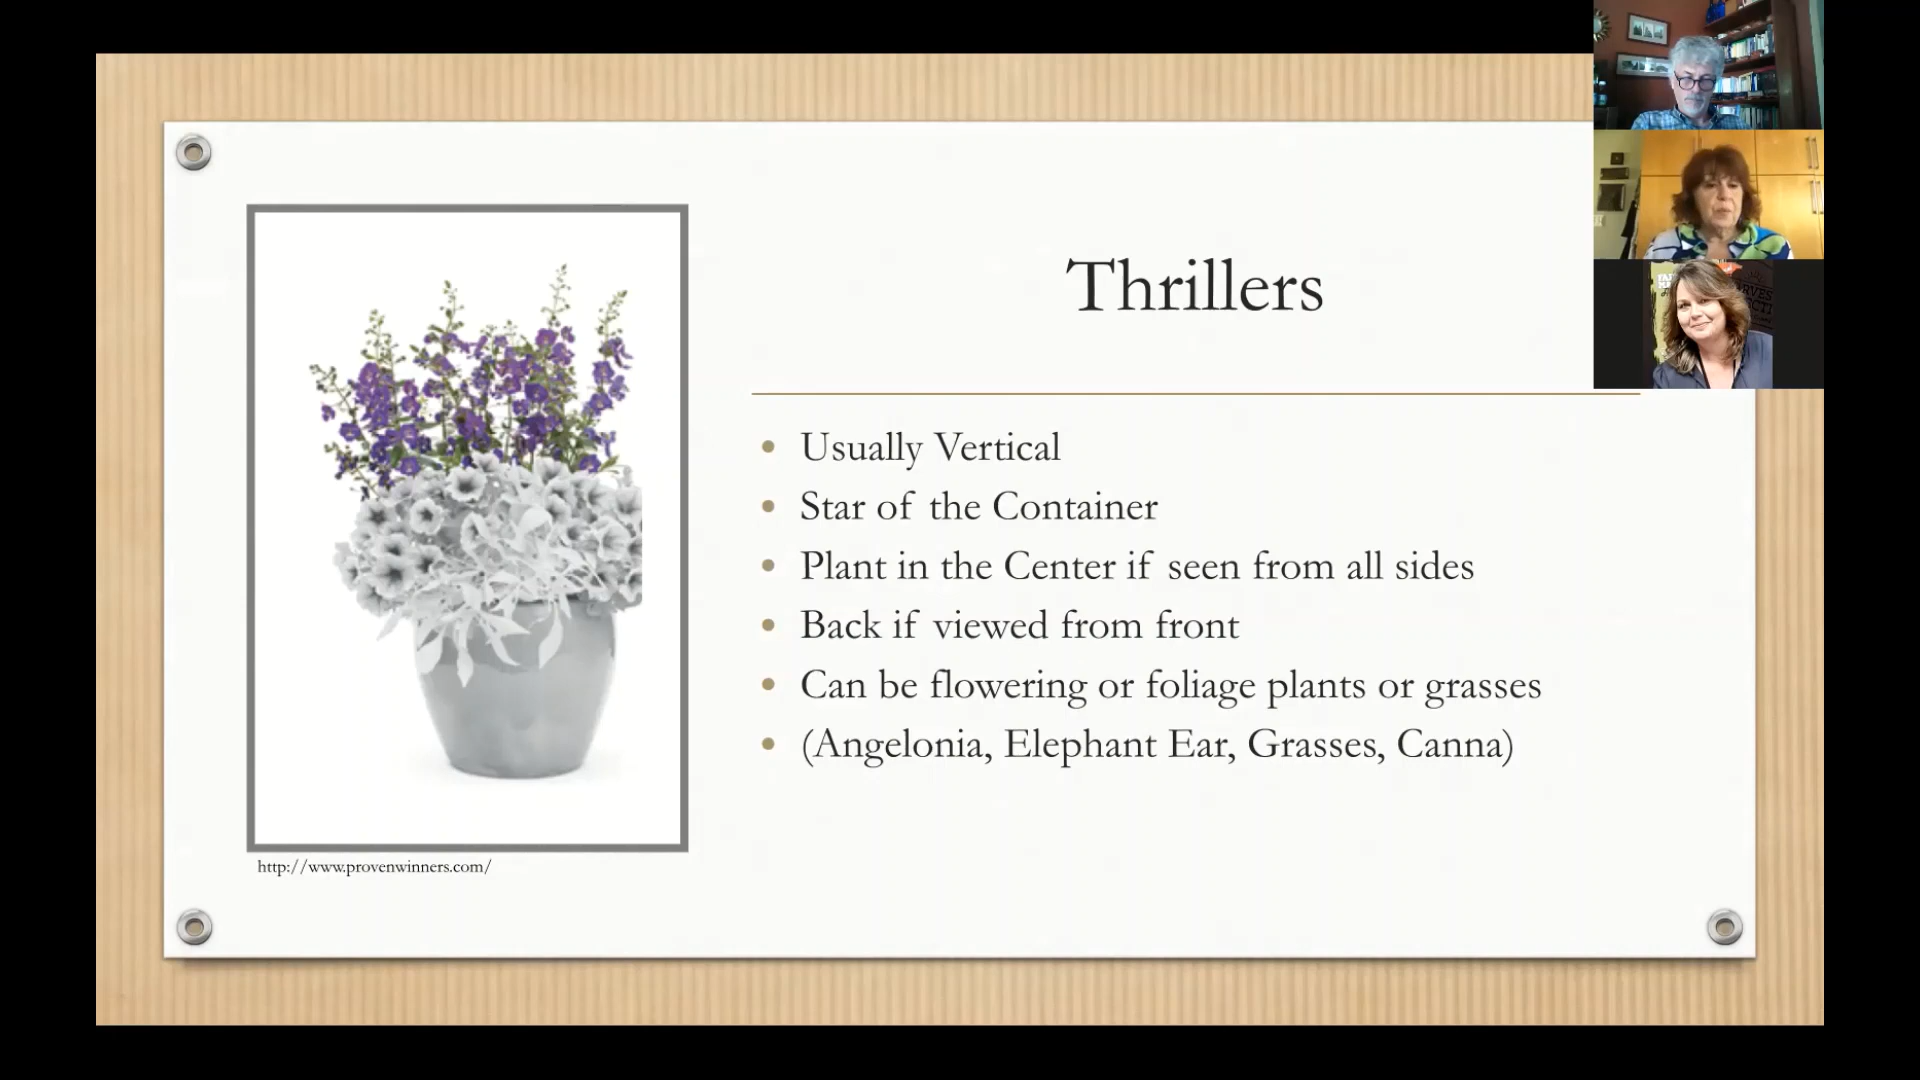 Thrillers
• Usually Vertical
• Star of the Container
• Plant in the Center if seen from all sides
• Back if viewed from front
• Can be flowering or foliage plants or grasses
• (Angelonia, Elephant Ear, Grasses, Canna)
http://www.provenwinners.com/